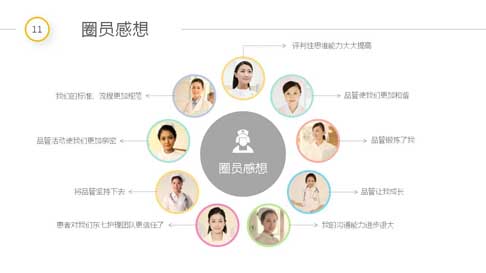 11
圈员感想
评判性思维能力大大提高
我们的标准、流程更加规范
品管使我们更加和谐
品管活动使我们更加亲密
品管锻炼了我
圈员感想
将品管坚持下去
品管让我成长
患者对我们东七护理团队更信任了
我的沟通能力进步很大